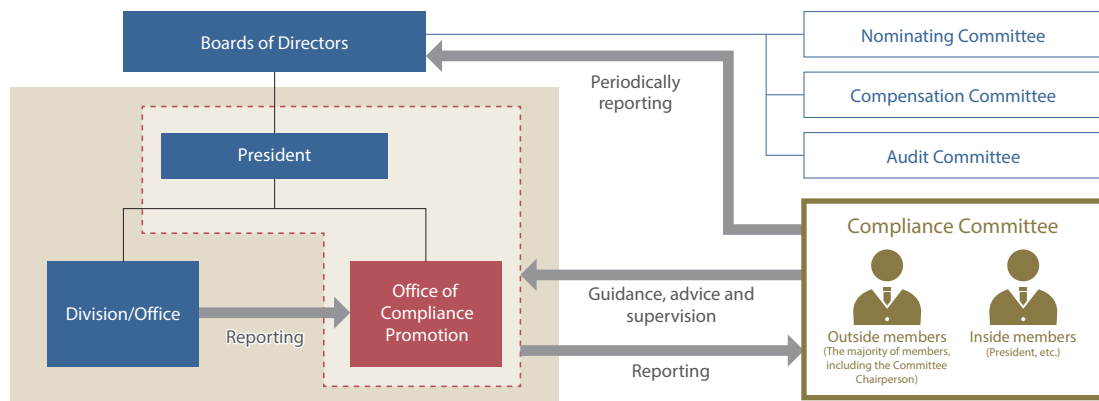 Boards of Directors
Nominating Committee
Periodically
reporting
Compensation Committee
President
Audit Committee
Compliance Committee
Division/Office
Reporting
Office of
Compliance
Promotion
Guidance, advice and
supervision
Reporting
Outside members
(The majority of members,
including the Committee
Chairperson)
Inside members
(President, etc.)